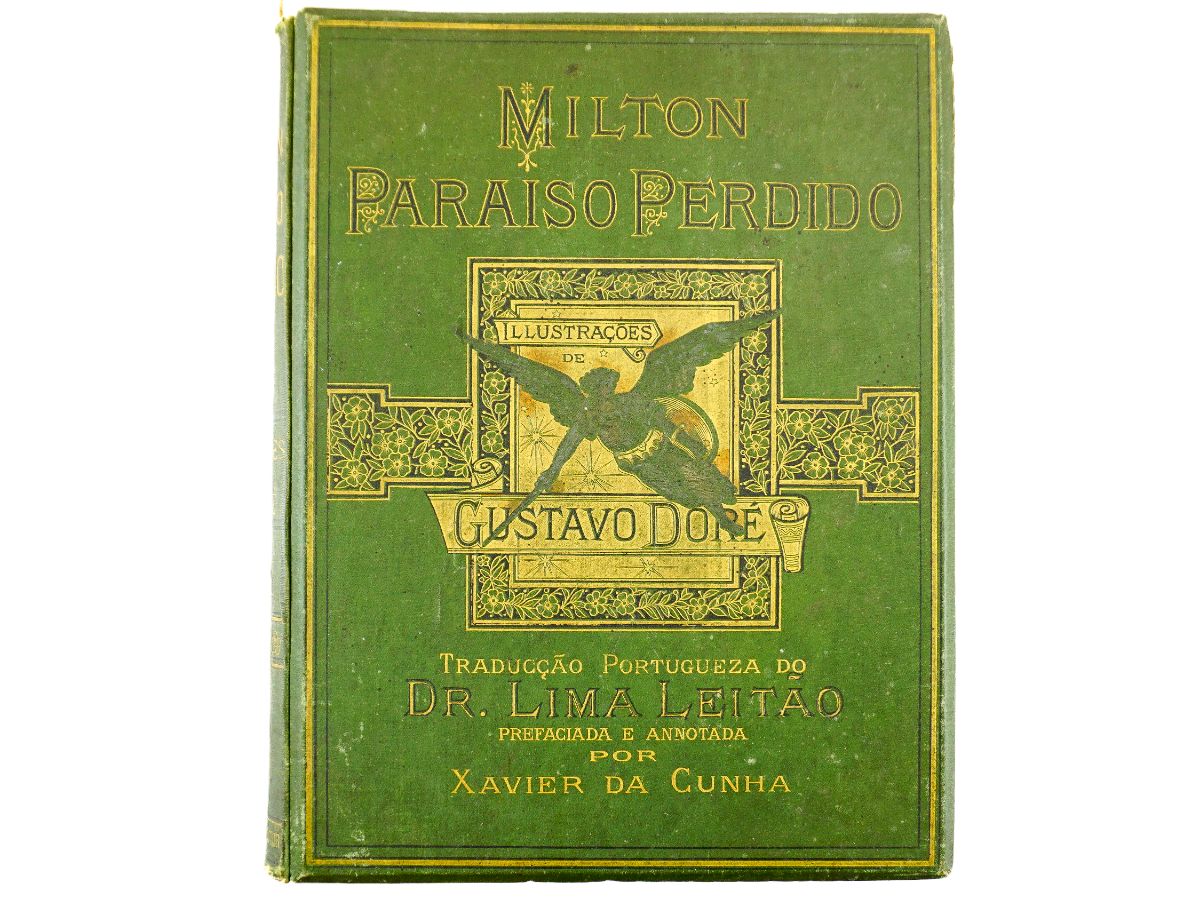 MILTON
PARAISO PERDIDO
ILLUSTRAÇÕES
DE
GUSTAVO DORÉ
TRADUCÇÃO PORTUGUEZA DO
DR. LIMA LEITÃO
PREFACIADA E ANNOTADA
POR
XAVIER DA CUNHA